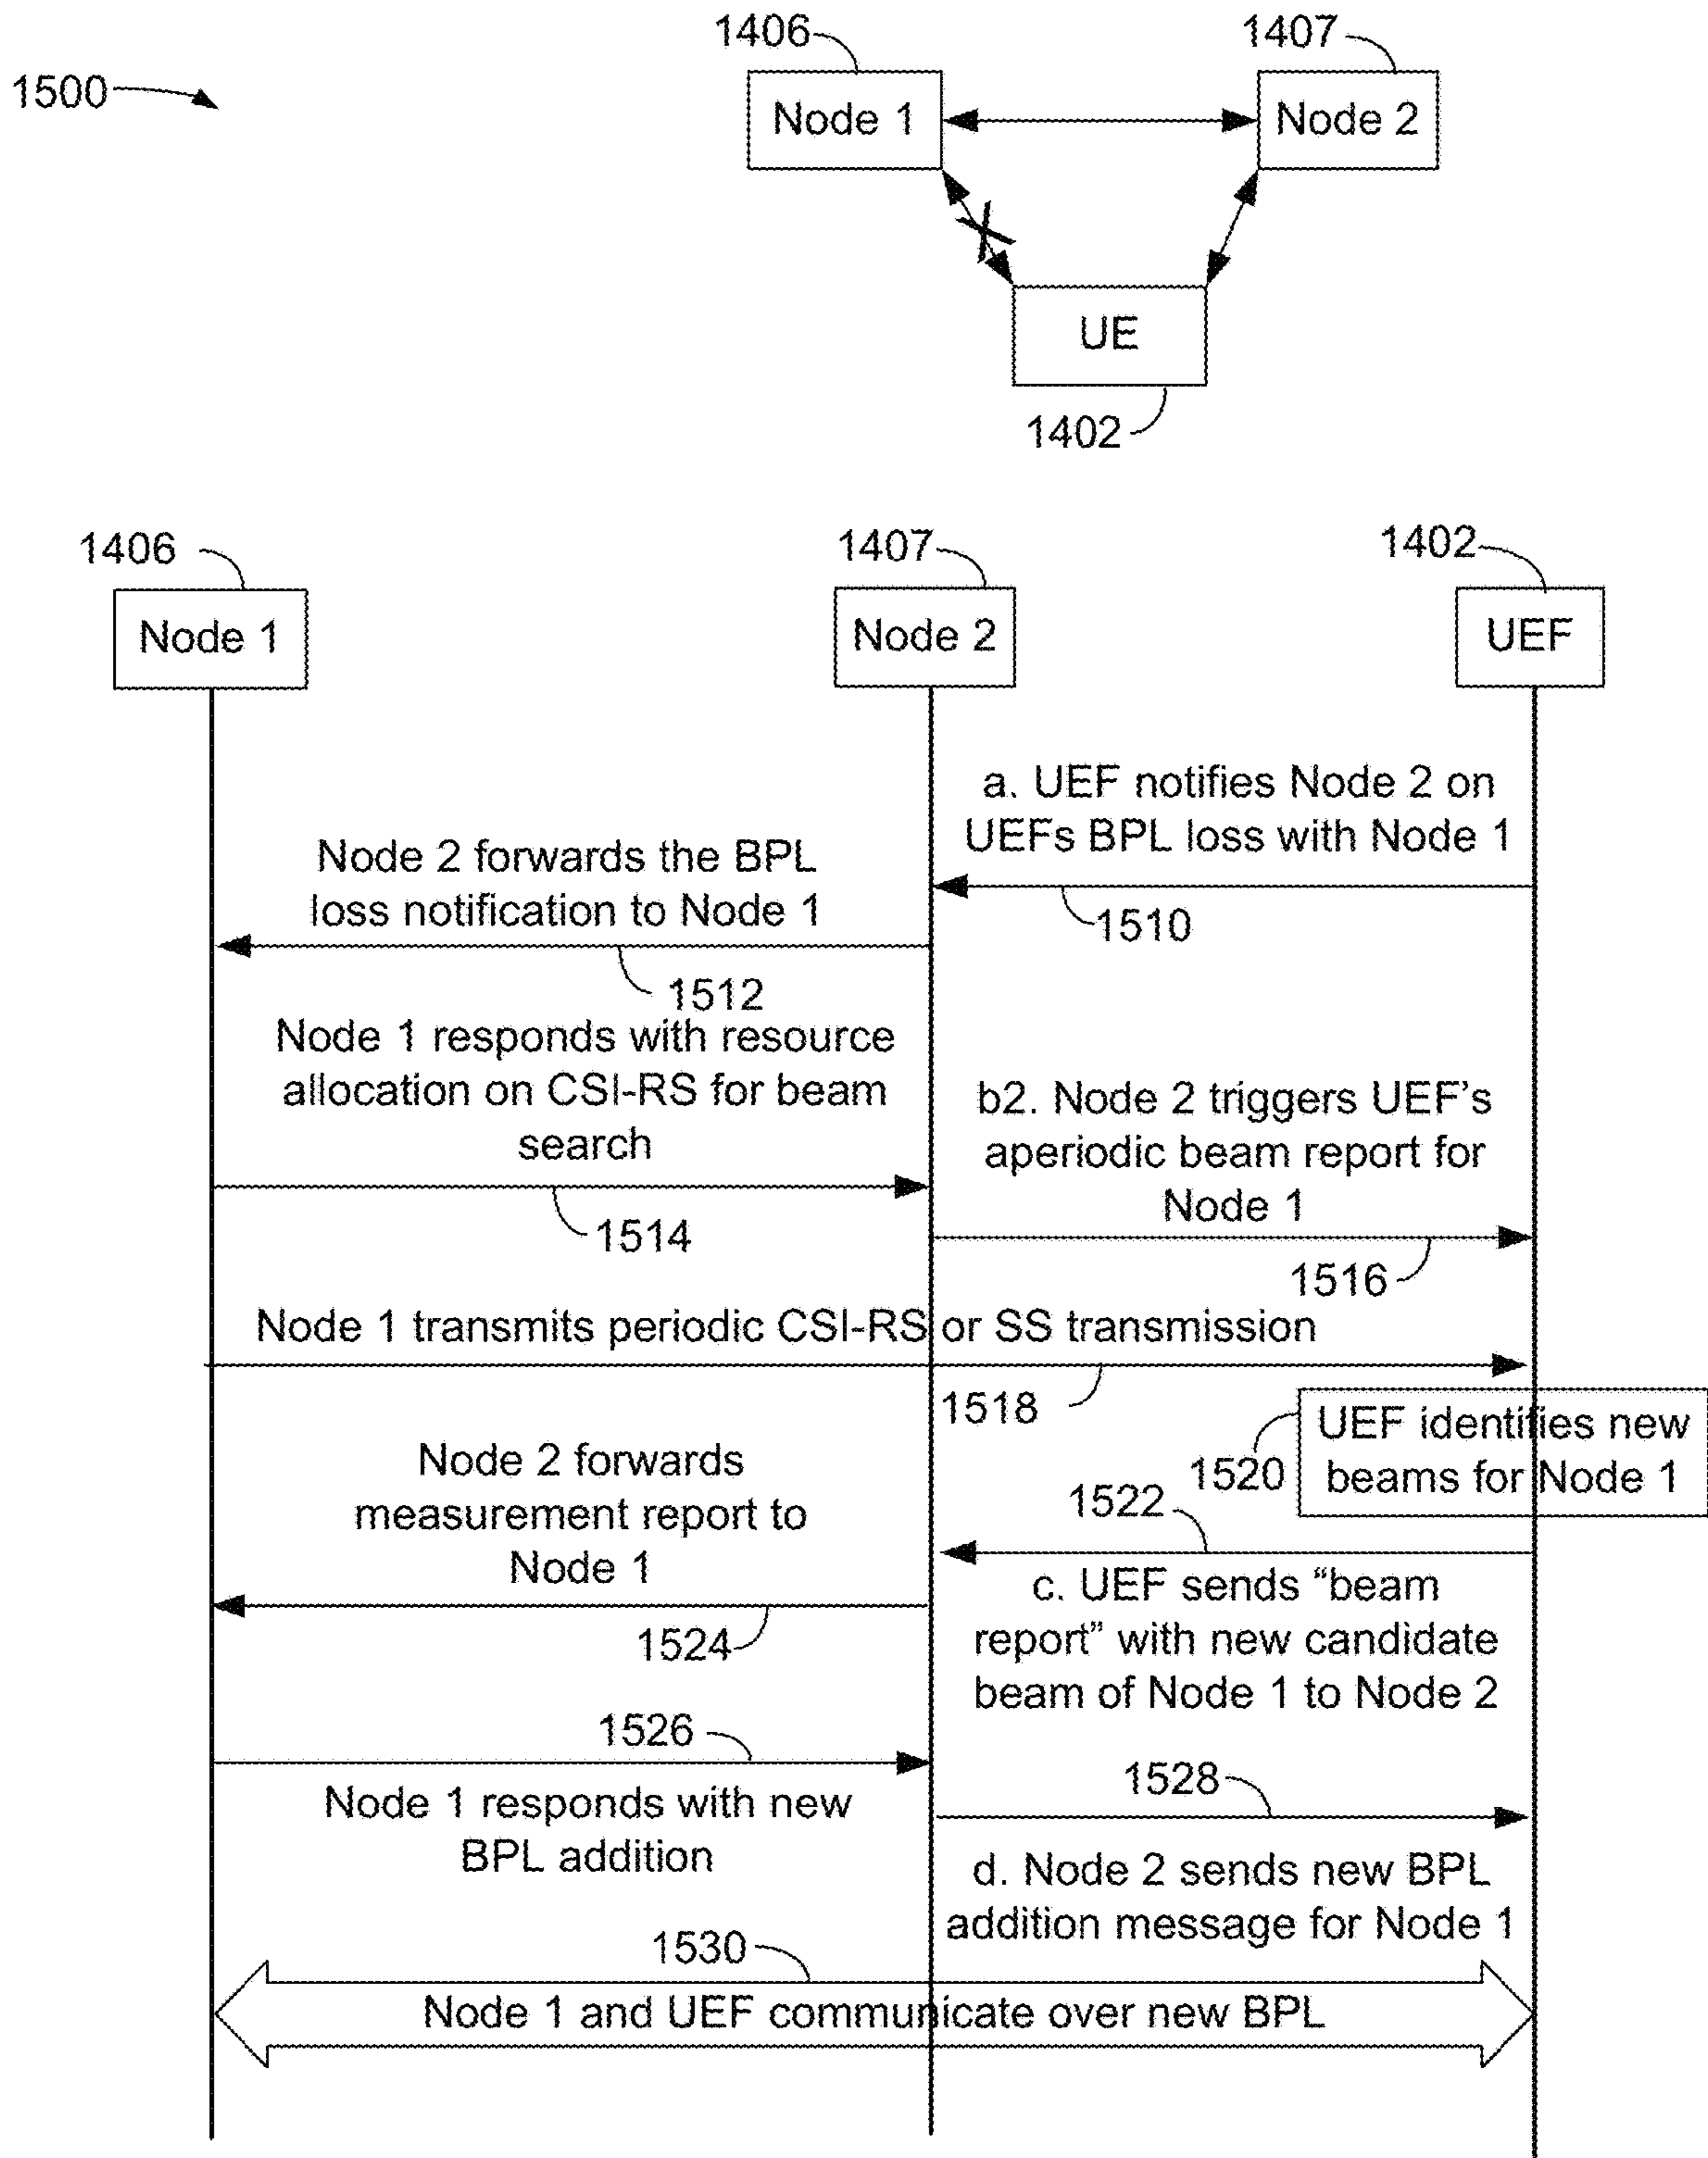 1406
1407
1500
Node 1
Node 2
UE
1402
1406
1407
1402
Node 1
Node 2
UEF
a. UEF notifies Node 2 on
UEFs BPL loss with Node 1
1510
Node 2 forwards the BPL
loss notification to Node 1
1512
Node 1 responds with resource
allocation on CSI-RS for beam
search
1514
b2. Node 2 triggers UEF's
aperiodic beam report for
Node 1
1516
Node 1 transmits periodic CSI-RS or SS transmission
1518
UEF identifies new
beams for Node 1
1520
1522
c. UEF sends “beam
report” with new candidate
beam of Node 1 to Node 2
Node 2 forwards
measurement report to
Node 1
1524
1526
Node 1 responds with new
BPL addition
1528
d. Node 2 sends new BPL
addition message for Node 1
1530
Node 1 and UEF communicate over new BPL